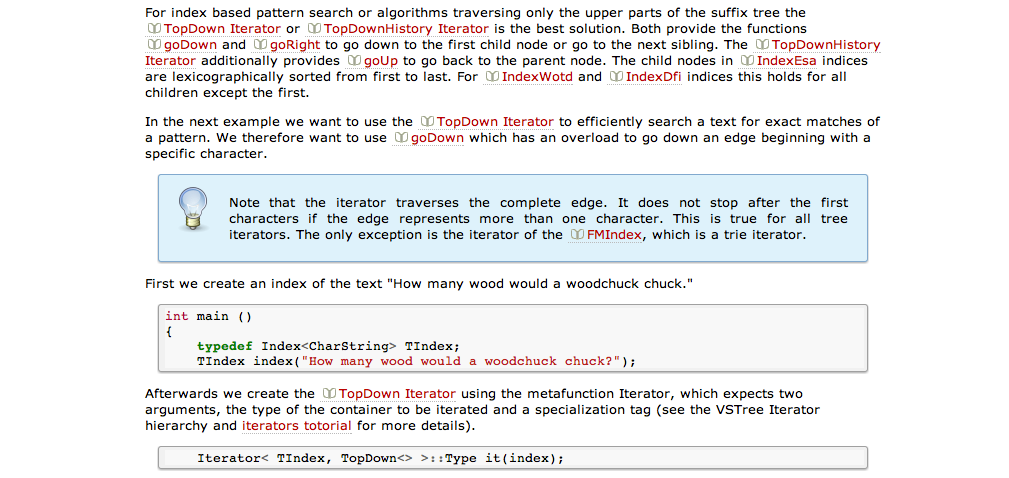 For index based pattern search or algorithms traversing only the upper parts of the suffix tree the
TopDown Iterator or TopDownHistory Iterator is the best solution. Both provide the functions
goDown and goRight to go down to the first child node or go to the next sibling. The TopDownHistory
Iterator additionally provides goUp to go back to the parent node. The child nodes in IndexEsa indices
are lexicographically sorted from first to last. For IndexWotd and IndexDfi indices this holds for all
children except the first.
In the next example we want to use the TopDown Iterator to efficiently search a text for exact matches of
a pattern. We therefore want to use goDown which has an overload to go down an edge beginning with a
specific character.
Note that the iterator traverses the complete edge. It does not stop after the first
characters if the edge represents more than one character. This is true for all tree
iterators. The only exception is the iterator of the FMIndex, which is a trie iterator.
First we create an index of the text "How many wood would a woodchuck chuck."
int main ()
{
    typedef Index<CharString> TIndex;
    TIndex index("How many wood would a woodchuck chuck?");
Afterwards we create the TopDown Iterator using the metafunction Iterator, which expects two
arguments, the type of the container to be iterated and a specialization tag (see the VSTree Iterator
hierarchy and iterators totorial for more details).
    Iterator< TIndex, TopDown<> >::Type it(index);